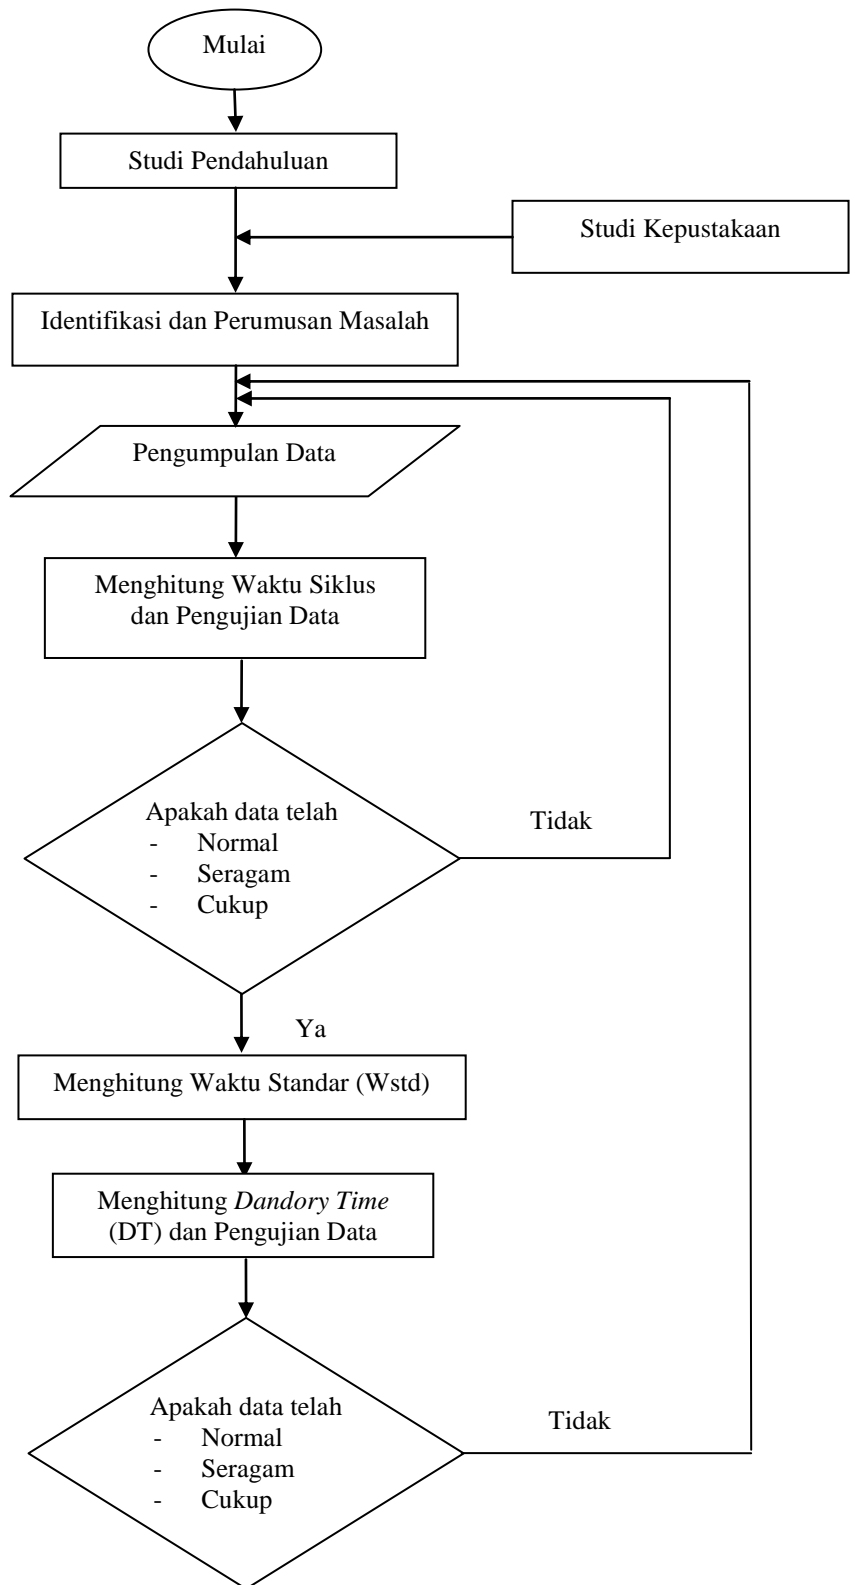 Mulai
Studi Pendahuluan
Studi Kepustakaan
Identifikasi dan Perumusan Masalah
Pengumpulan Data
Menghitung Waktu Siklus
dan Pengujian Data
Apakah data telah
- Normal
- Seragam
- Cukup
Tidak
Ya
Menghitung Waktu Standar (Wstd)
Menghitung Dandory Time
(DT) dan Pengujian Data
Apakah data telah
- Normal
- Seragam
- Cukup
Tidak